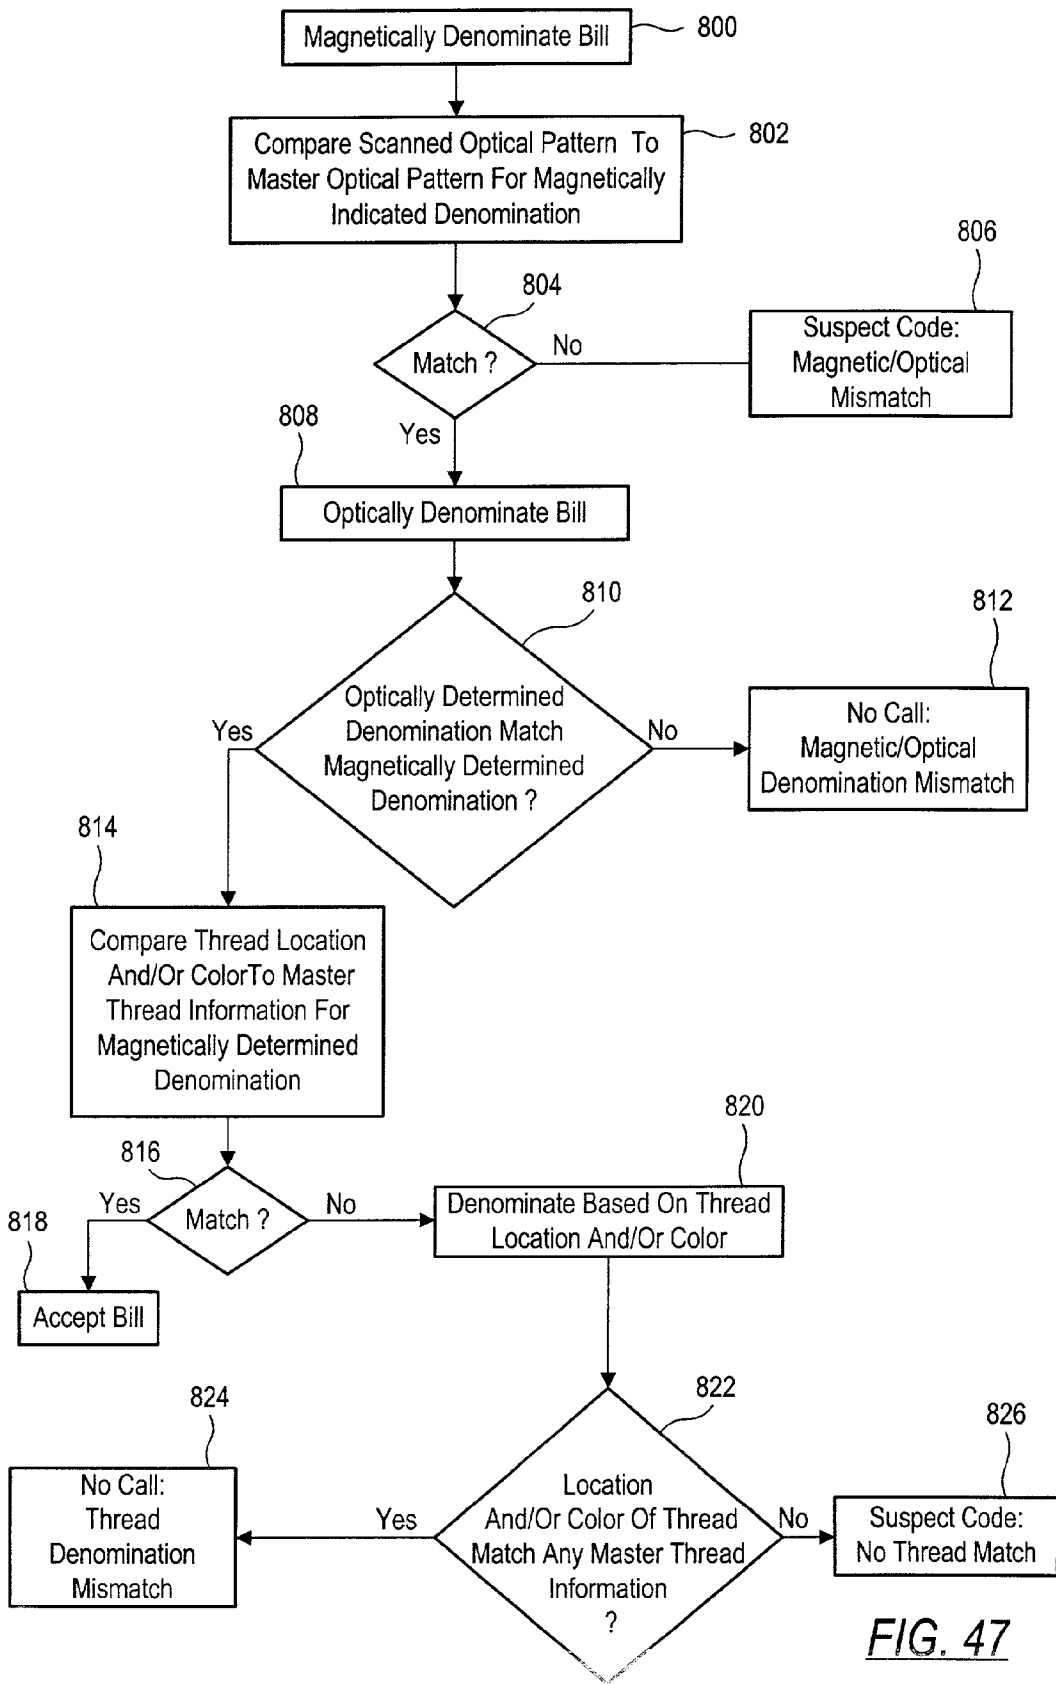 Magnetically Denominate Bill
800
Compare Scanned Optical Pattern To
Master Optical Pattern For Magnetically
Indicated Denomination
802
804
Match ?
No
806
Suspect Code:
Magnetic/Optical
Mismatch
Yes
808
Optically Denominate Bill
810
Optically Determined
Denomination Match
Magnetically Determined
Denomination ?
Yes
No
812
No Call:
Magnetic/Optical
Denomination Mismatch
814
Compare Thread Location
And/Or ColorTo Master
Thread Information For
Magnetically Determined
Denomination
816
Match ?
Yes
No
818
Accept Bill
820
Denominate Based On Thread
Location And/Or Color
822
Location
And/Or Color Of Thread
Match Any Master Thread
Information
?
Yes
No
824
No Call:
Thread
Denomination
Mismatch
826
Suspect Code:
No Thread Match
FIG. 47